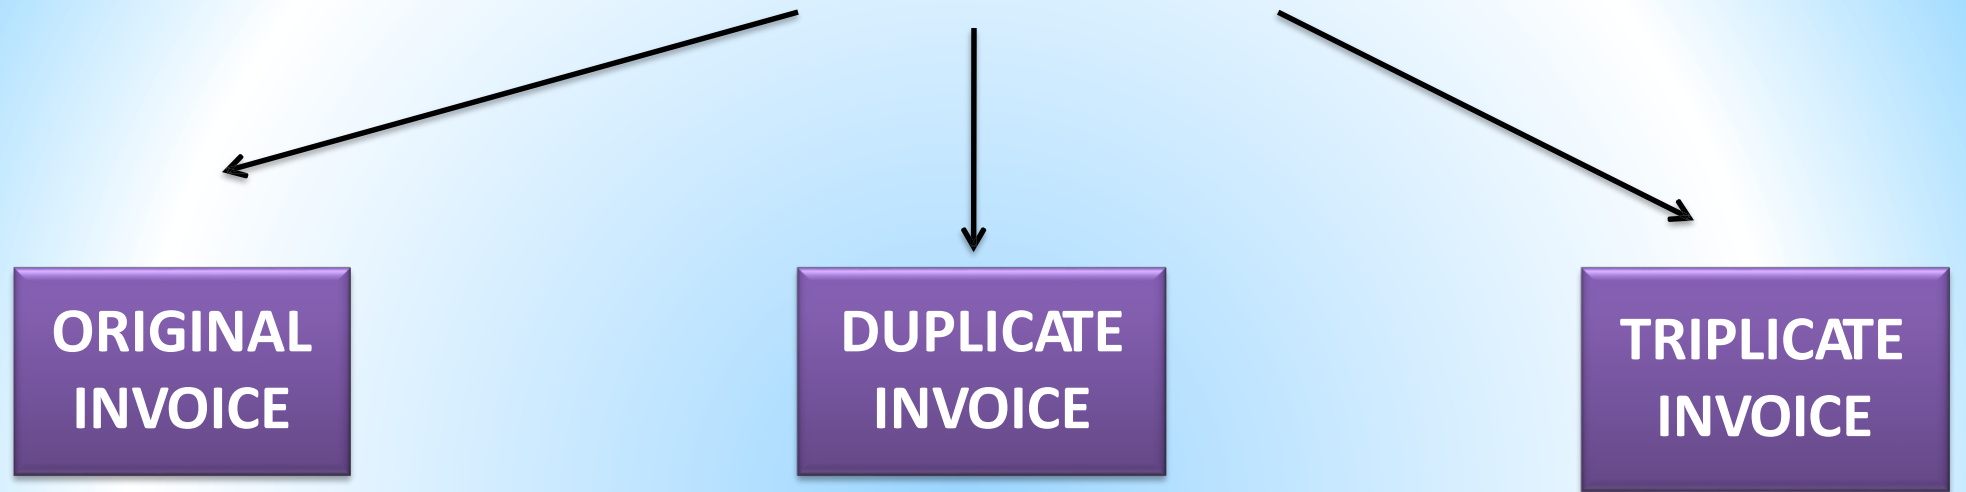 ORIGINAL
INVOICE
DUPLICATE
INVOICE
TRIPLICATE
INVOICE